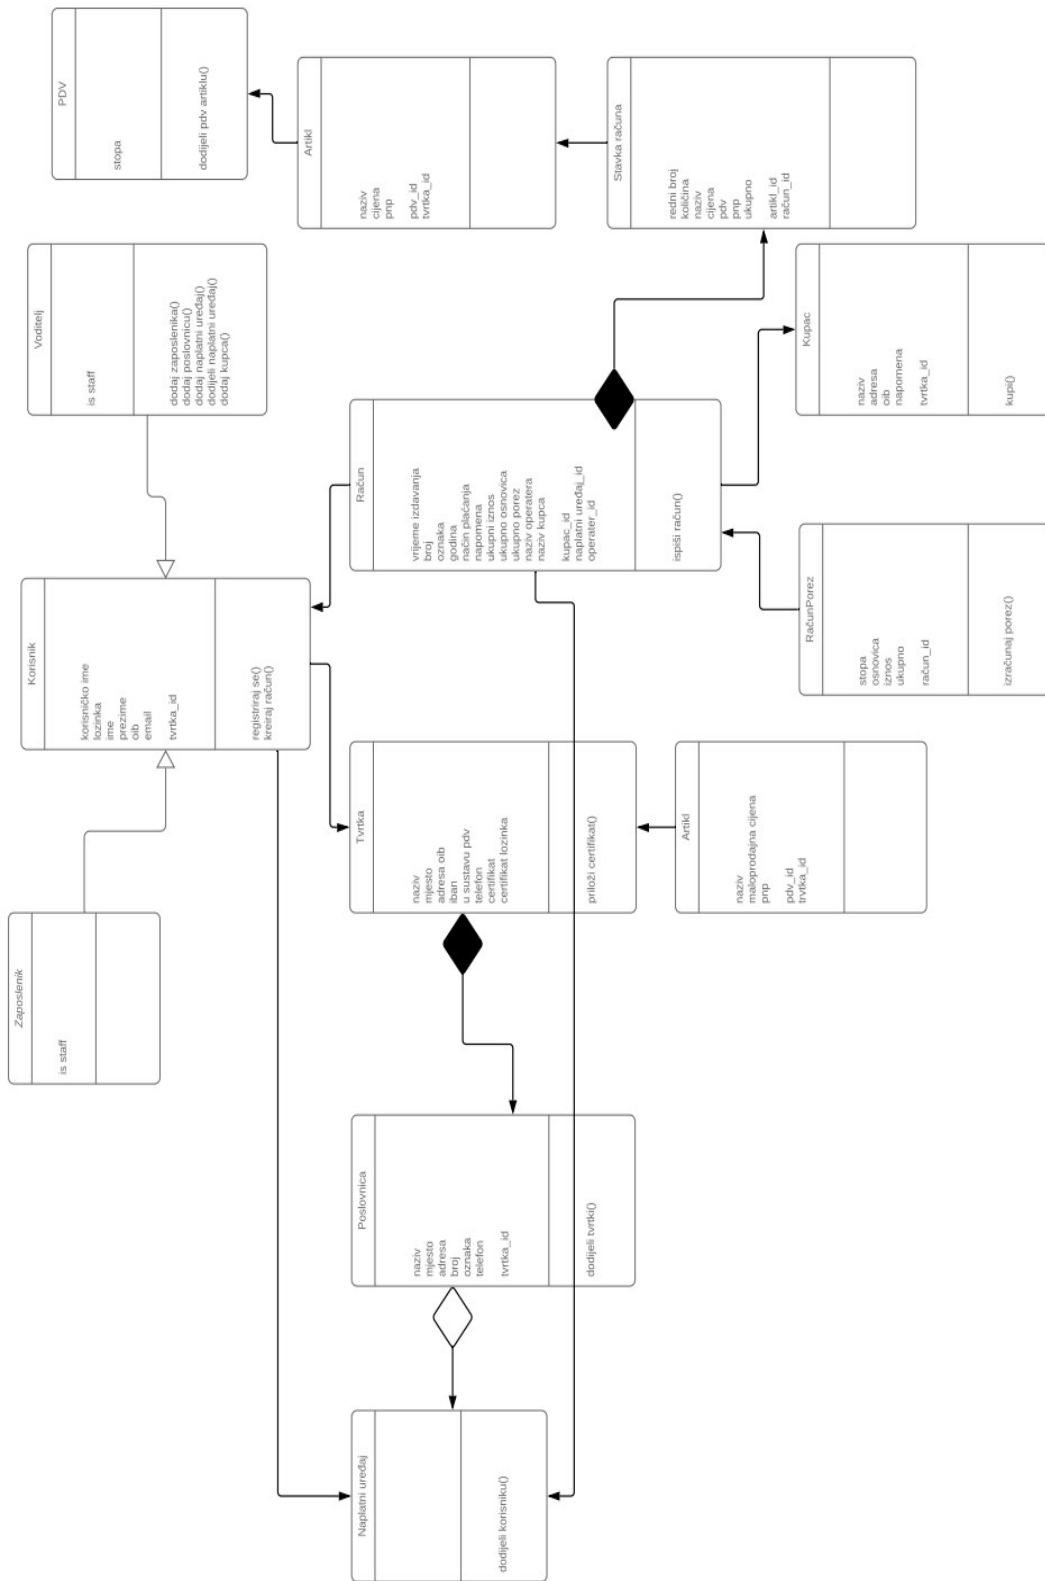 Zaposlenik
is staff
Korisnik
korisničko ime
lozinka
ime
prezime
oib
email
tvrtka_id
registriraj se()
kreiraj račun()
Voditelj
is staff
dodaj zaposlenika()
dodaj poslovnicu()
dodaj naplatni uređaj()
dodijeli naplatni uređaj()
dodaj kupca()
PDV
stopa
dodijeli pdv artiklu()
Naplatni uređaj
dodijeli korisniku()
Poslovnica
naziv
mjesto
adresa
broj
oznaka
telefon
tvrtka_id
dodijeli tvrtki()
Tvrtka
naziv
mjesto
adresa oib
iban
u sustavu pdv
telefon
certifikat
certifikat lozinka
priloži certifikat()
Račun
vrijeme izdavanja
broj
oznaka
godina
način plaćanja
napomena
ukupni iznos
ukupno osnovica
ukupno porez
naziv operatera
naziv kupca
kupac_id
naplatni uređaj_id
operater_id
ispiši račun()
Artikl
naziv
cijena
pnp
pdv_id
tvrtka_id
Stavka računa
redni broj
količina
naziv
cijena
pdv
pnp
ukupno
artikl_id
račun_id
Artikl
naziv
maloprodajna cijena
pnp
pdv_id
trvtka_id
RačunPorez
stopa
osnovica
iznos
ukupno
račun_id
izračunaj porez()
Kupac
naziv
adresa
oib
napomena
tvrtka_id
kupi()